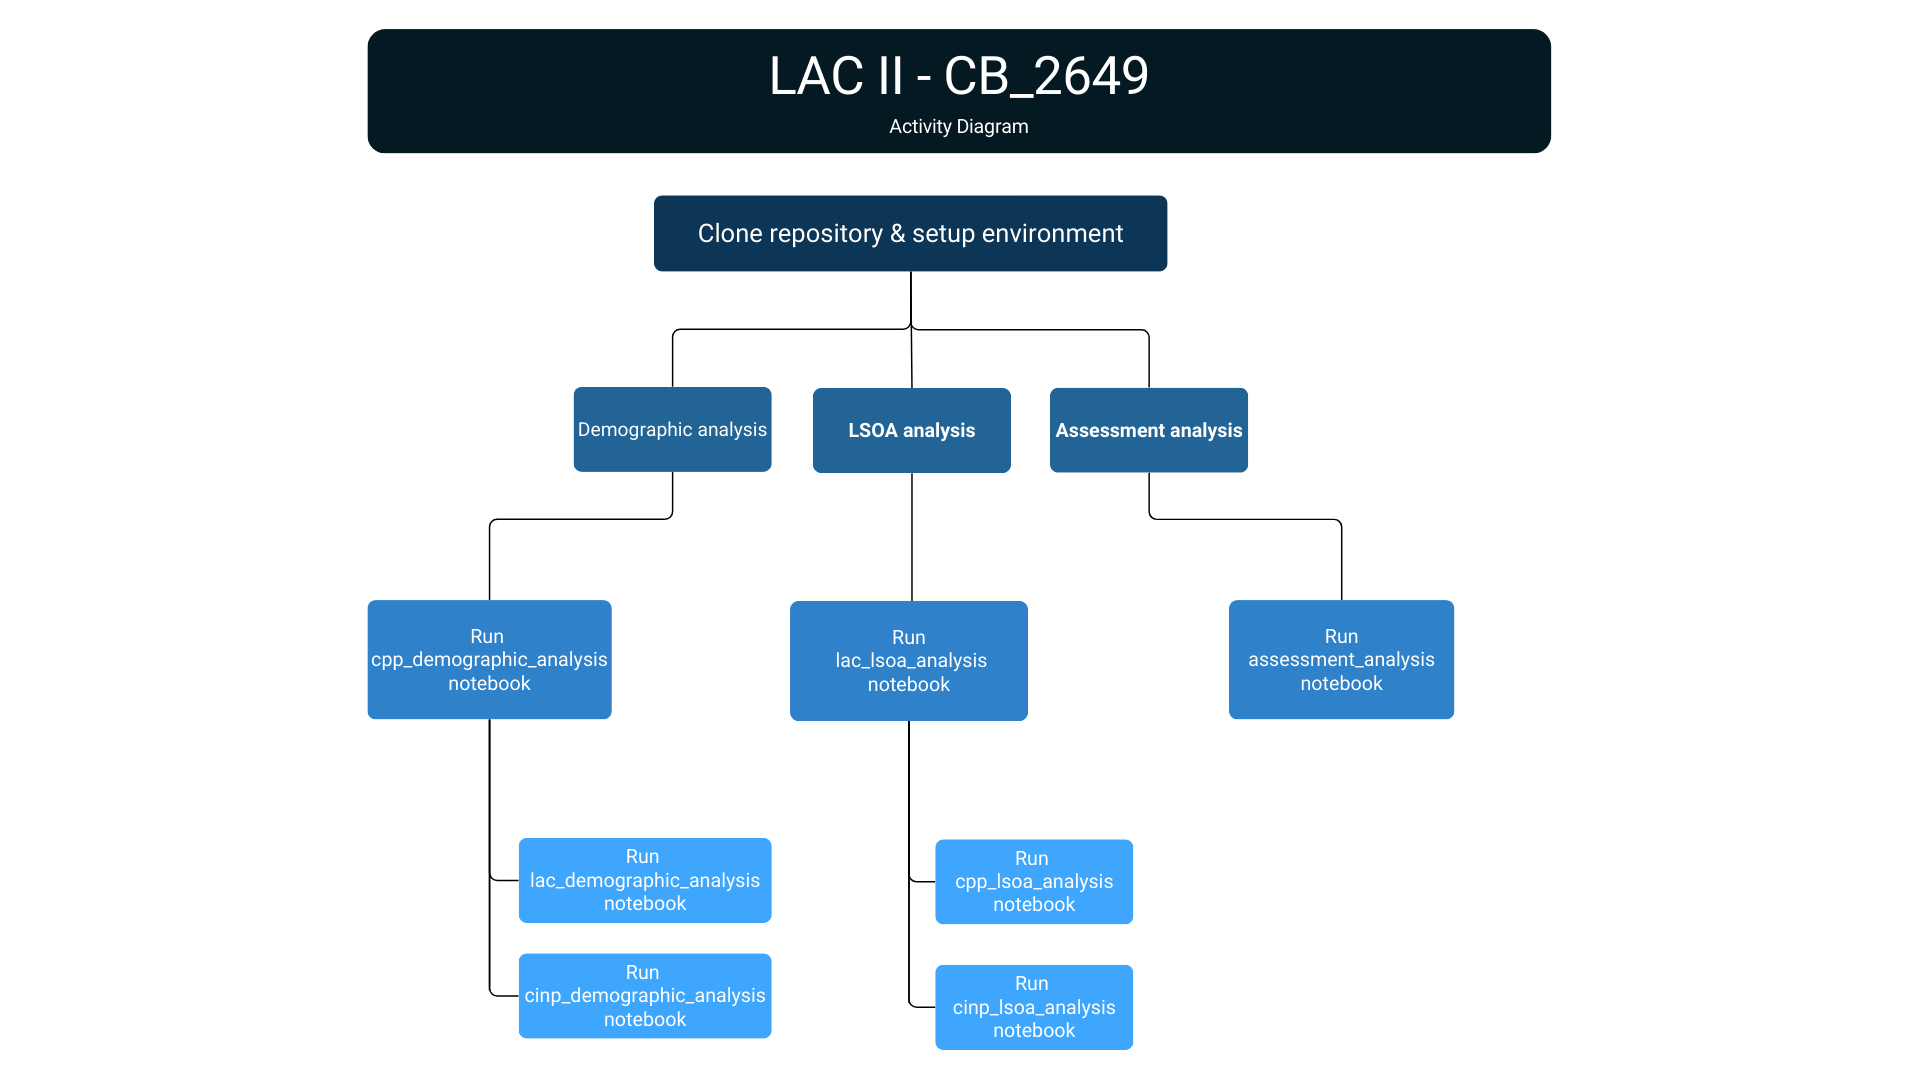 LAC II - CB_2649
Activity Diagram
Clone repository & setup environment
Demographic analysis
LSOA analysis
Assessment analysis
Run
cpp_demographic_analysis
notebook
Run
lac_lsoa_analysis
notebook
Run
assessment_analysis
notebook
Run
lac_demographic_analysis
notebook
Run
cpp_lsoa_analysis
notebook
Run
cinp_demographic_analysis
notebook
Run
cinp_lsoa_analysis
notebook